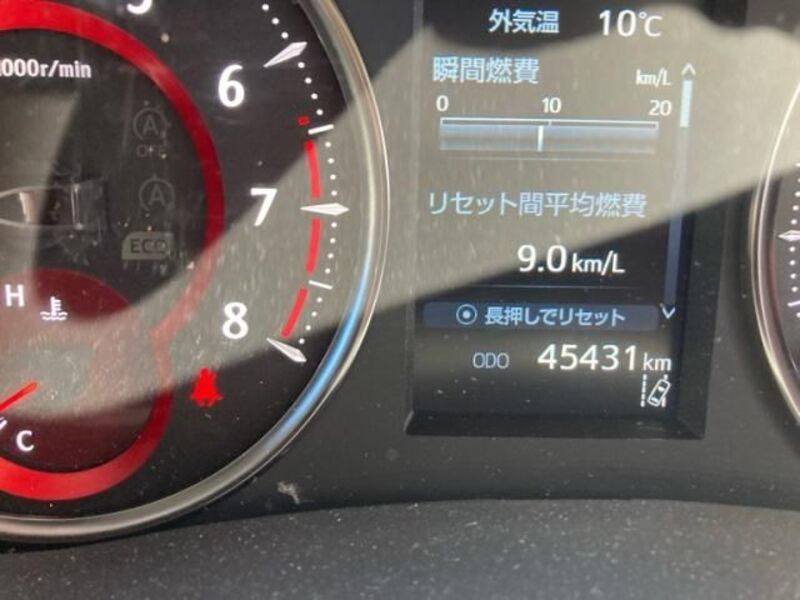 外気温 10℃
瞬間燃費 km/L
0 10 20
リセット間平均燃費
9.0 km/L
長押しでリセット
ODO 45431 km
000r/min
6
A
OFF
A
7
ECO
H
8
C